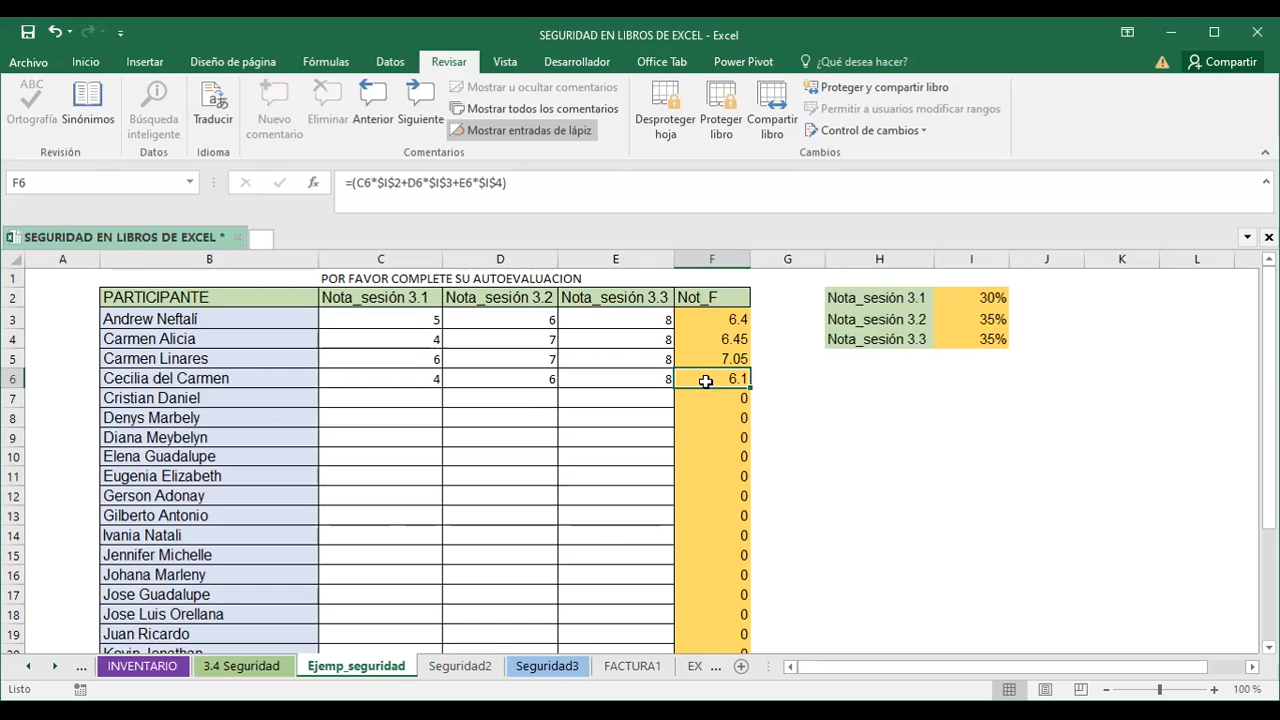 SEGURIDAD EN LIBROS DE EXCEL - Excel
Archivo Inicio Insertar Diseño de página Fórmulas Datos Revisar Vista Desarrollador Office Tab Power Pivot ¿Qué desea hacer? Compartir
ABC
Ortografía Sinónimos
Revisión
Búsqueda inteligente
Datos
Traducir
Idioma
Nuevo comentario
Eliminar Anterior Siguiente
Mostrar u ocultar comentarios
Mostrar todos los comentarios
Mostrar entradas de lápiz
Comentarios
Desproteger hoja
Proteger libro
Compartir libro
Proteger y compartir libro
Permitir a usuarios modificar rangos
Control de cambios
Cambios
F6 fx =(C6*$I$2+D6*$I$3+E6*$I$4)
SEGURIDAD EN LIBROS DE EXCEL *
A B C D E F G H I J K L
1 POR FAVOR COMPLETE SU AUTOEVALUACION
2 PARTICIPANTE Nota_sesión 3.1 Nota_sesión 3.2 Nota_sesión 3.3 Not_F Nota_sesión 3.1 30%
3 Andrew Neftalí 5 6 8 6.4 Nota_sesión 3.2 35%
4 Carmen Alicia 4 7 8 6.45 Nota_sesión 3.3 35%
5 Carmen Linares 6 7 8 7.05
6 Cecilia del Carmen 4 6 8 6.1
7 Cristian Daniel 0
8 Denys Marbely 0
9 Diana Meybelyn 0
10 Elena Guadalupe 0
11 Eugenia Elizabeth 0
12 Gerson Adonay 0
13 Gilberto Antonio 0
14 Ivania Natali 0
15 Jennifer Michelle 0
16 Johana Marleny 0
17 Jose Guadalupe 0
18 Jose Luis Orellana 0
19 Juan Ricardo 0
... INVENTARIO 3.4 Seguridad Ejemp_seguridad Seguridad2 Seguridad3 FACTURA1 EX ...
Listo 100 %